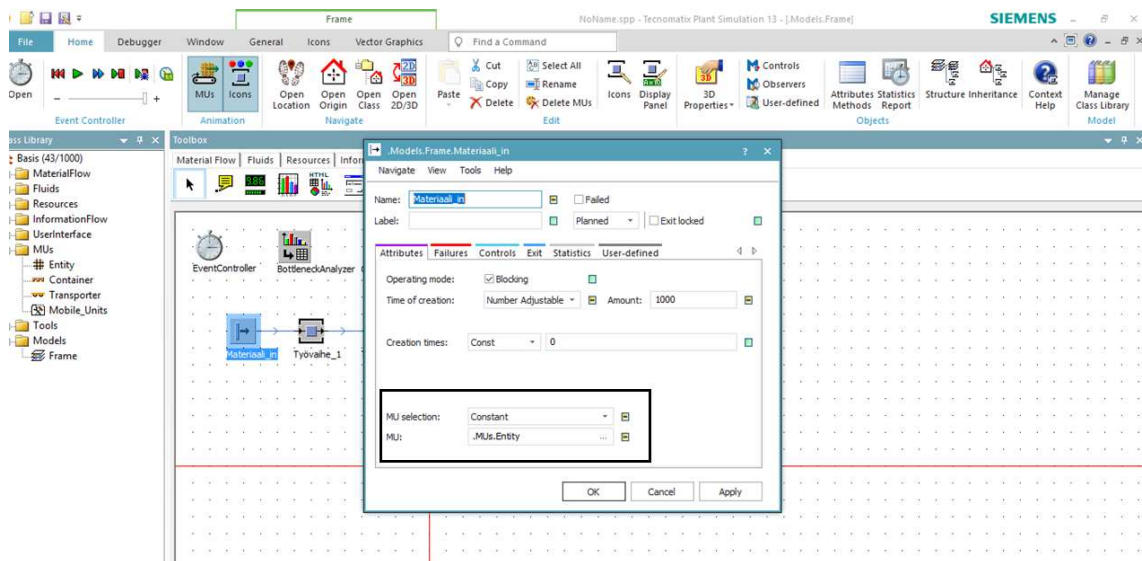 Frame
NoName.spp - Tecnomatix Plant Simulation 13 - [.Models.Frame]
SIEMENS
File Home Debugger Window General Icons Vector Graphics Find a Command
Open
MUs
Icons
Open Location
Open Origin
Open Class
Open 2D/3D
Paste
Cut
Copy
Delete
Select All
Rename
Delete MUs
Icons
Display Panel
3D Properties
Controls
Observers
User-defined
Attributes
Methods
Statistics Report
Structure
Inheritance
Context Help
Manage Class Library
Event Controller Animation Navigate Edit Objects Model
ass Library
Basis (43/1000)
MaterialFlow
Fluids
Resources
InformationFlow
UserInterface
MUs
Entity
Container
Transporter
Mobile_Units
Tools
Models
Frame
Toolbox
Material Flow Fluids Resources Infor
9.86
HTML
EventController
BottleneckAnalyzer
Materiaali_in
Työvaihe_1
.Models.Frame.Materiaali_in
Navigate View Tools Help
Name: Materiaali_in Failed
Label: Planned Exit locked
Attributes Failures Controls Exit Statistics User-defined
Operating mode: Blocking
Time of creation: Number Adjustable Amount: 1000
Creation times: Const 0
MU selection: Constant
MU: .MUs.Entity ...
OK Cancel Apply